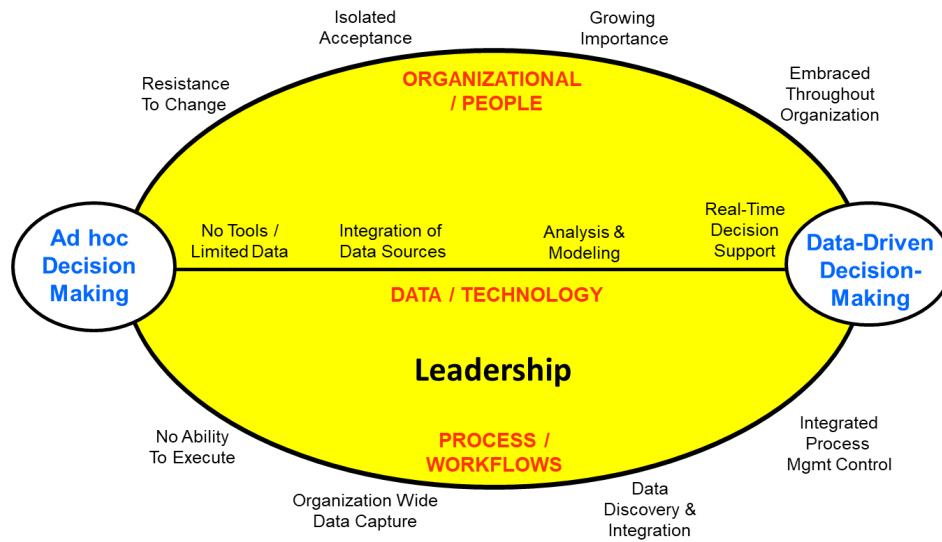 Isolated
Acceptance
Growing
Importance
Resistance
To Change
ORGANIZATIONAL
/ PEOPLE
Embraced
Throughout
Organization
Ad hoc
Decision
Making
No Tools /
Limited Data
Integration of
Data Sources
Analysis &
Modeling
Real-Time
Decision
Support
Data-Driven
Decision-
Making
DATA / TECHNOLOGY
Leadership
No Ability
To Execute
PROCESS /
WORKFLOWS
Integrated
Process
Mgmt Control
Organization Wide
Data Capture
Data
Discovery &
Integration